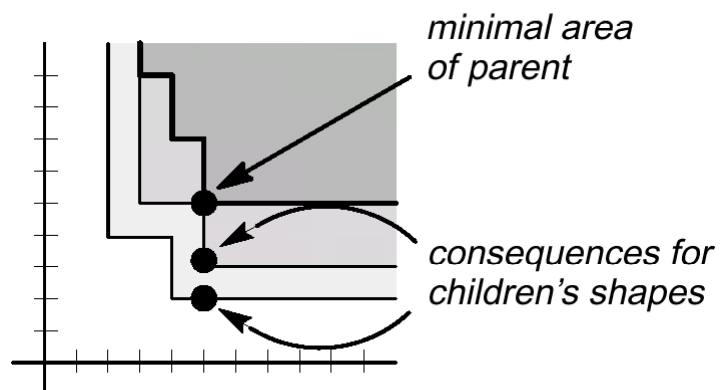 minimal area
of parent
consequences for
children's shapes